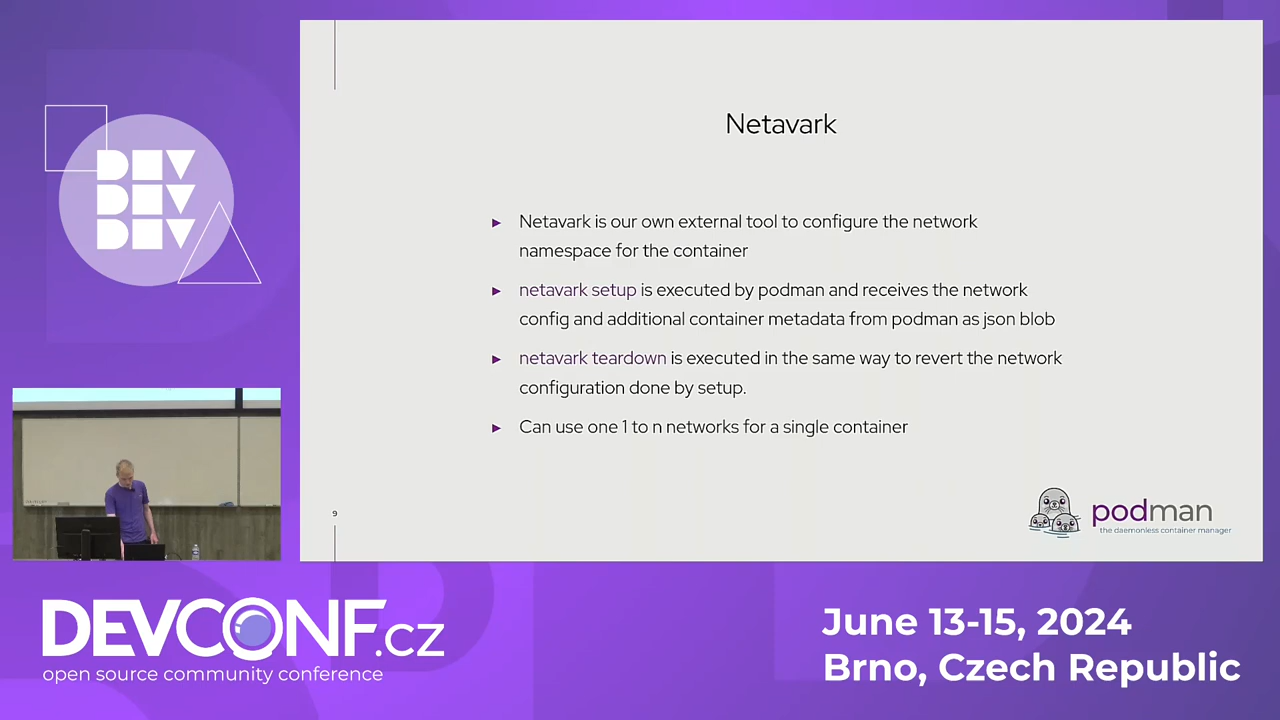 Netavark
► Netavark is our own external tool to configure the network
namespace for the container
► netavark setup is executed by podman and receives the network
config and additional container metadata from podman as json blob
► netavark teardown is executed in the same way to revert the network
configuration done by setup.
► Can use one 1 to n networks for a single container
9
podman
the daemonless container manager
DEV
DEV
DEV
DEVCONF.cz
open source community conference
June 13-15, 2024
Brno, Czech Republic